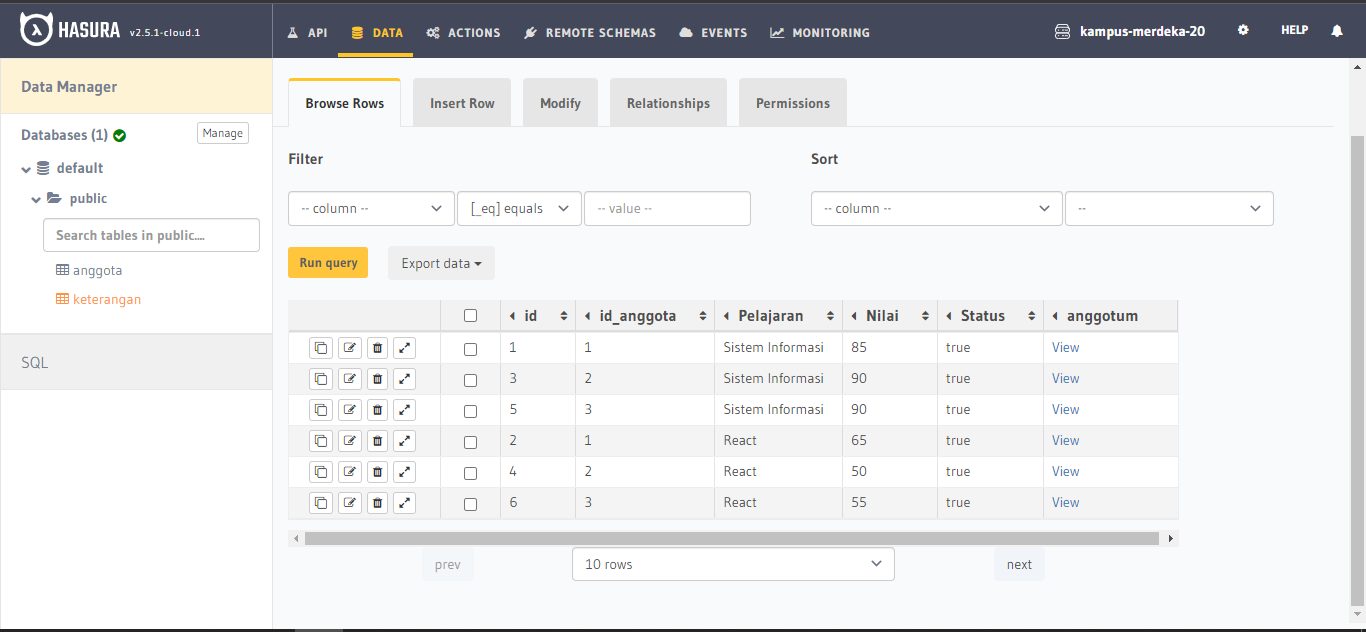 HASURA v2.5.1-cloud.1 API DATA ACTIONS REMOTE SCHEMAS EVENTS MONITORING kampus-merdeka-20 HELP
Data Manager
Databases (1) Manage
default
public
Search tables in public....
anggota
keterangan
SQL
Browse Rows Insert Row Modify Relationships Permissions
Filter Sort
-- column -- [_eq] equals -- value -- -- column -- --
Run query Export data
id id_anggota Pelajaran Nilai Status anggotum
1 1 Sistem Informasi 85 true View
3 2 Sistem Informasi 90 true View
5 3 Sistem Informasi 90 true View
2 1 React 65 true View
4 2 React 50 true View
6 3 React 55 true View
prev 10 rows next